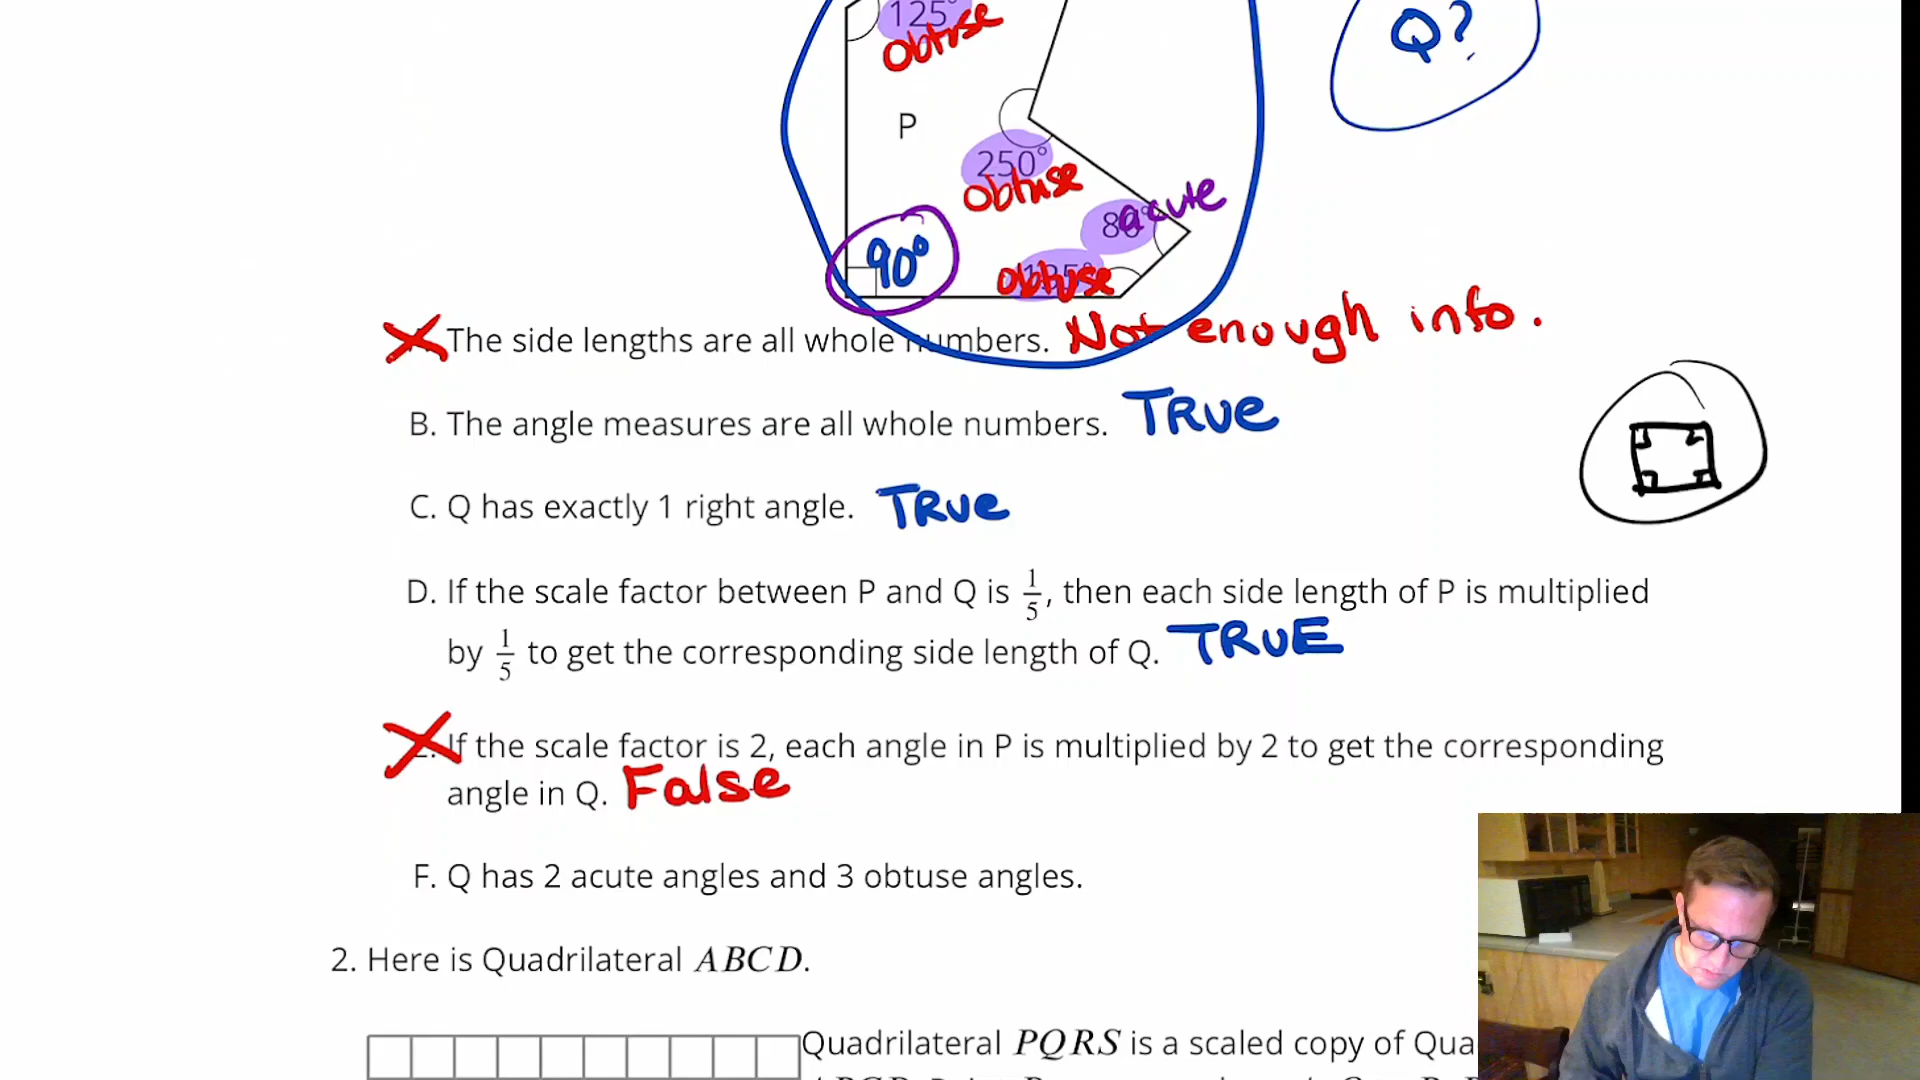 125°
Obtuse
Q?
P
250°
Obtuse
acute
90°
Obtuse
The side lengths are all whole numbers. Not enough info.
B. The angle measures are all whole numbers. TRUe
C. Q has exactly 1 right angle. TRUe
D. If the scale factor between P and Q is 1/5, then each side length of P is multiplied
by 1/5 to get the corresponding side length of Q. TRUE
If the scale factor is 2, each angle in P is multiplied by 2 to get the corresponding
angle in Q. False
F. Q has 2 acute angles and 3 obtuse angles.
2. Here is Quadrilateral ABCD.
Quadrilateral PQRS is a scaled copy of Qua